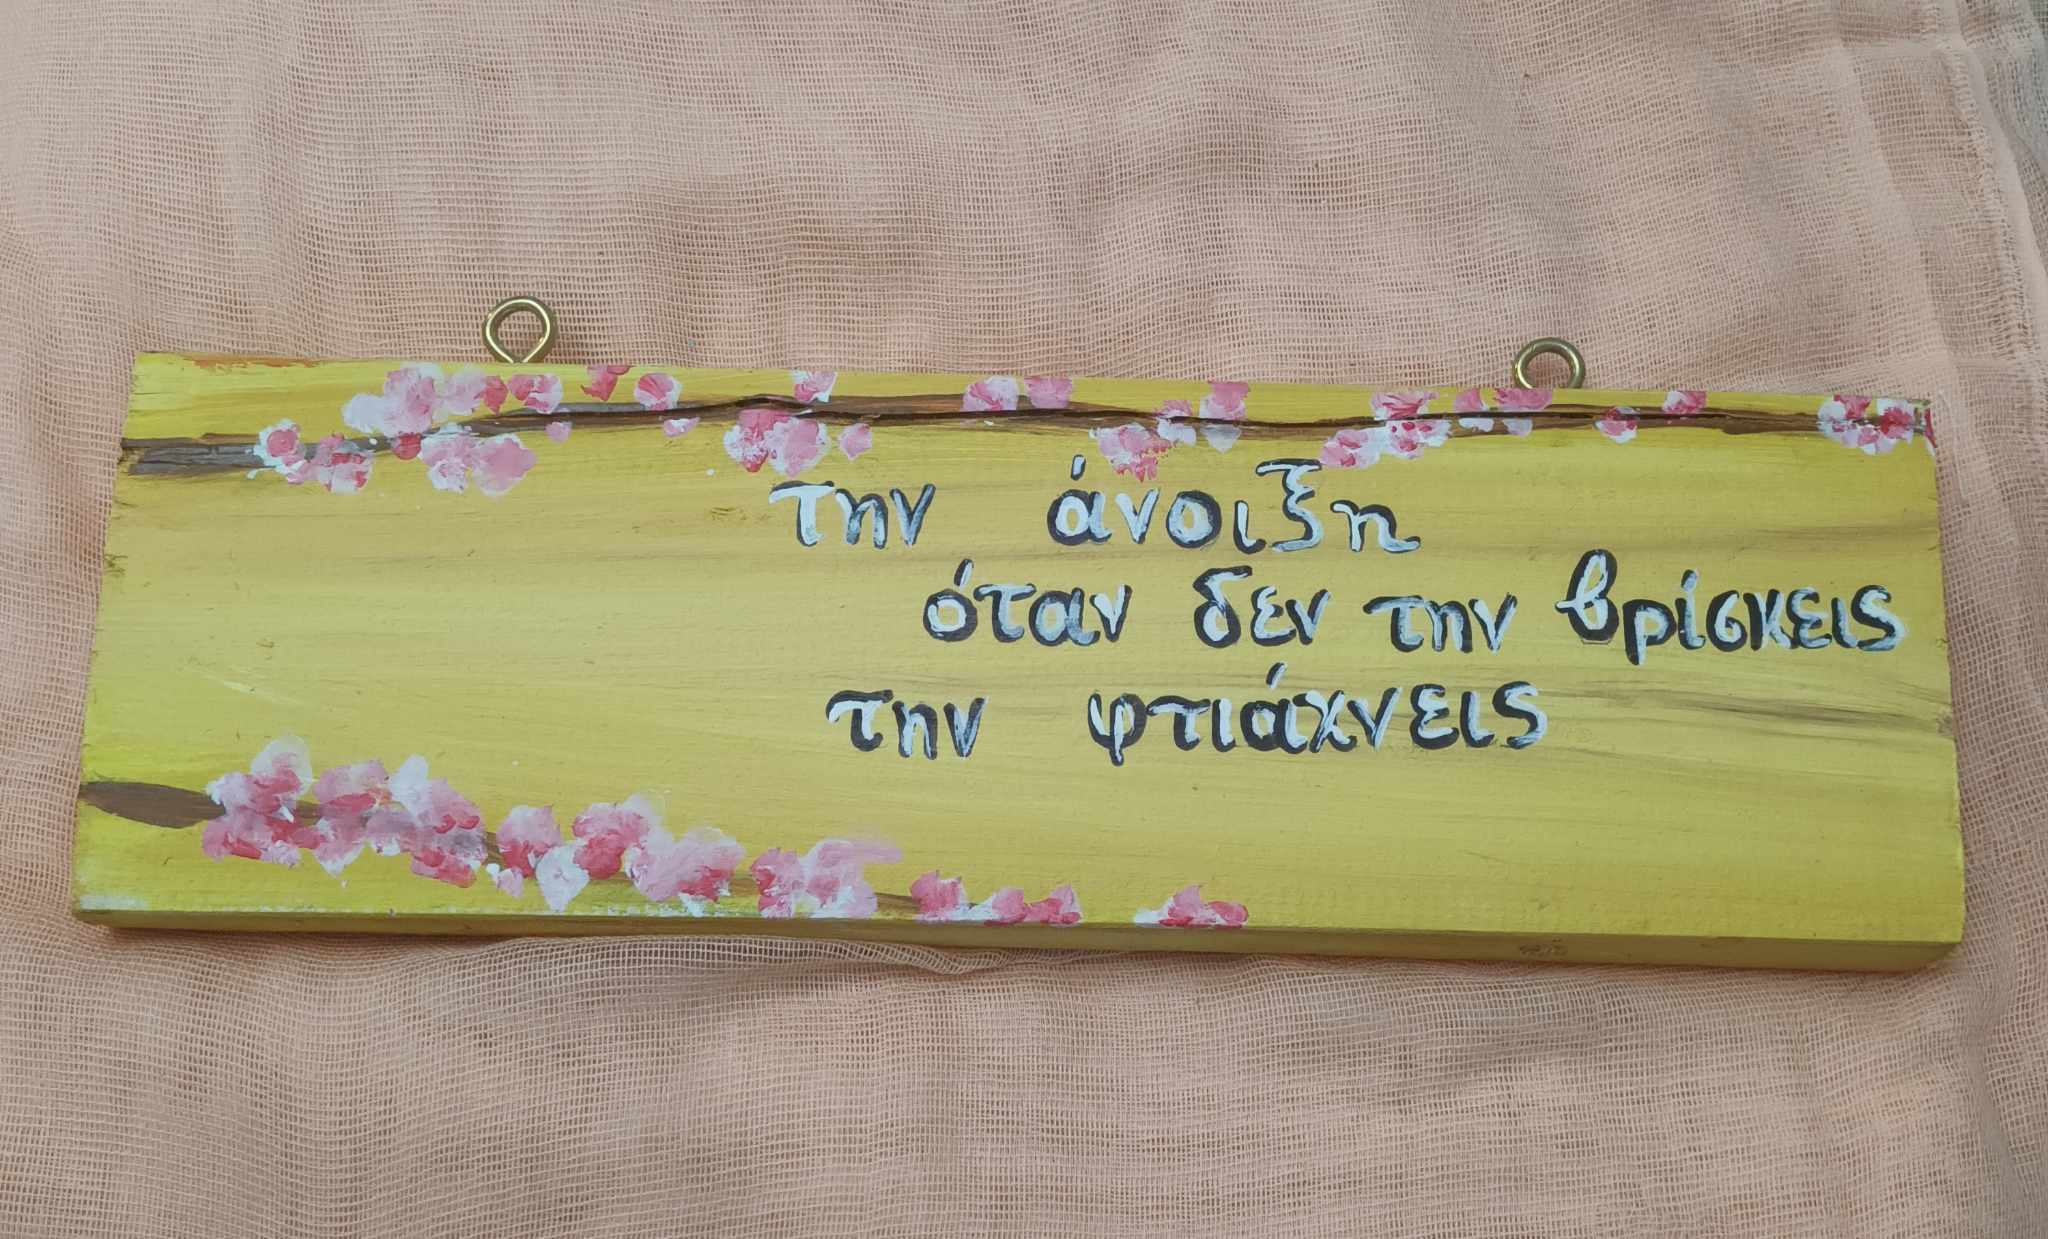 την άνοιξη
όταν δεν την βρίσκεις
την φτιάχνεις